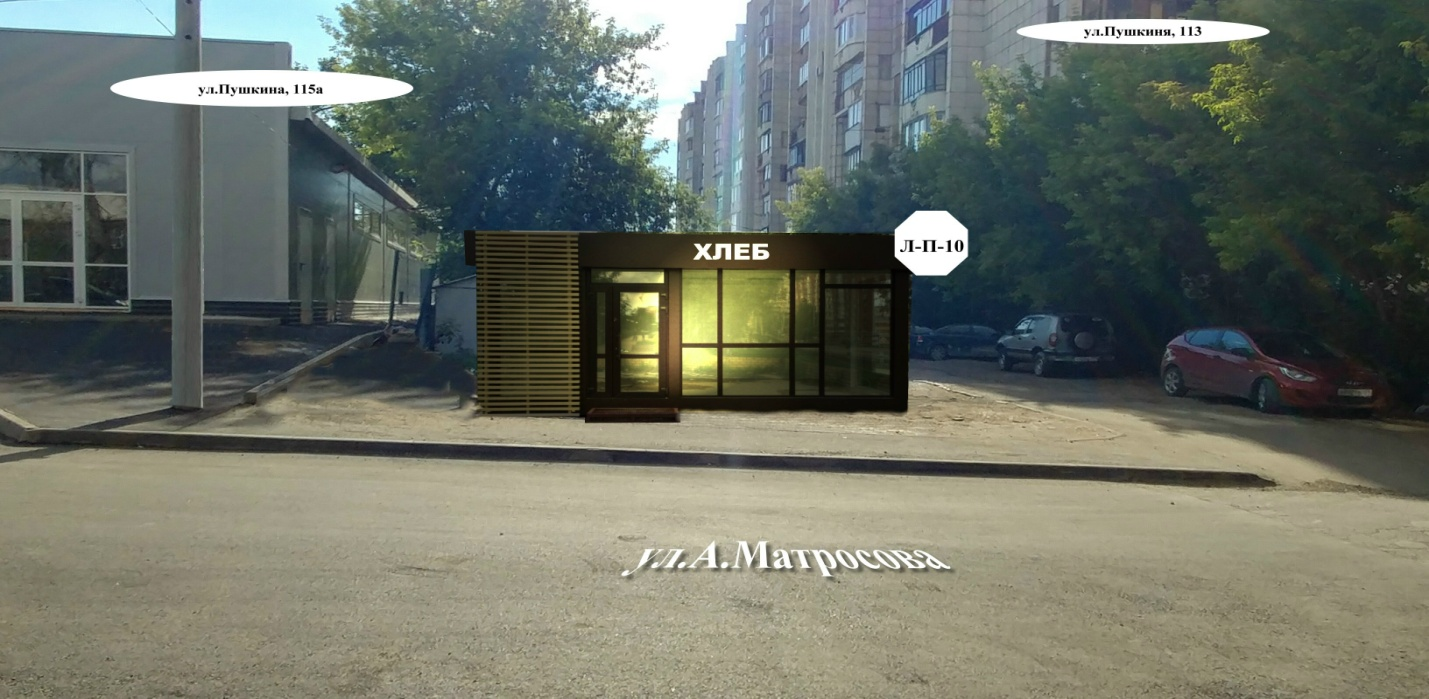 ул.Пушкиня, 113
ул.Пушкина, 115а
ХЛЕБ
Л-П-10
ул.А.Матросова